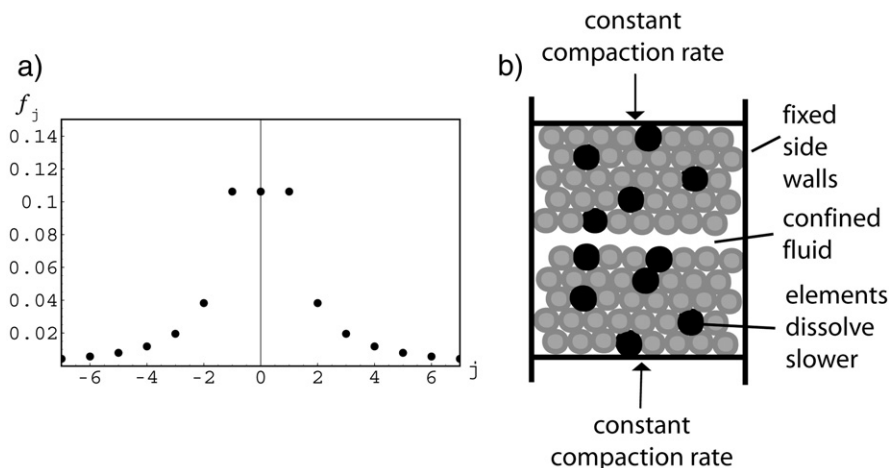 a)
f j
0.14
0.12
0.1
0.08
0.06
0.04
0.02
-6 -4 -2 0 2 4 6 j
b)
constant
compaction rate
fixed
side
walls
confined
fluid
elements
dissolve
slower
constant
compaction rate